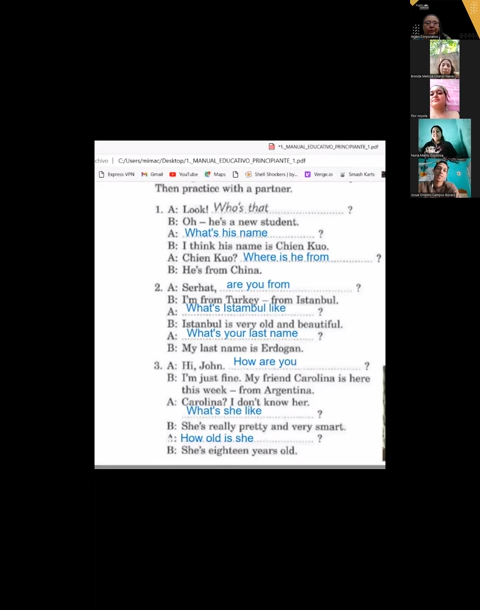 *1._MANUAL_EDUCATIVO_PRINCIPIANTE_1.pdf
chivo | C:/Users/mimac/Desktop/1._MANUAL_EDUCATIVO_PRINCIPIANTE_1.pdf
Express VPN Gmail YouTube Maps Shell Shockers | by... Verge.io Smash Karts
Then practice with a partner.
1. A: Look! Who's that ?
B: Oh – he's a new student.
A: What's his name ?
B: I think his name is Chien Kuo.
A: Chien Kuo? Where is he from ?
B: He's from China.
2. A: Serhat, are you from ?
B: I'm from Turkey – from Istanbul.
A: What's Istambul like ?
B: Istanbul is very old and beautiful.
A: What's your last name ?
B: My last name is Erdogan.
3. A: Hi, John. How are you ?
B: I'm just fine. My friend Carolina is here
this week – from Argentina.
A: Carolina? I don't know her.
What's she like ?
B: She's really pretty and very smart.
A: How old is she ?
B: She's eighteen years old.